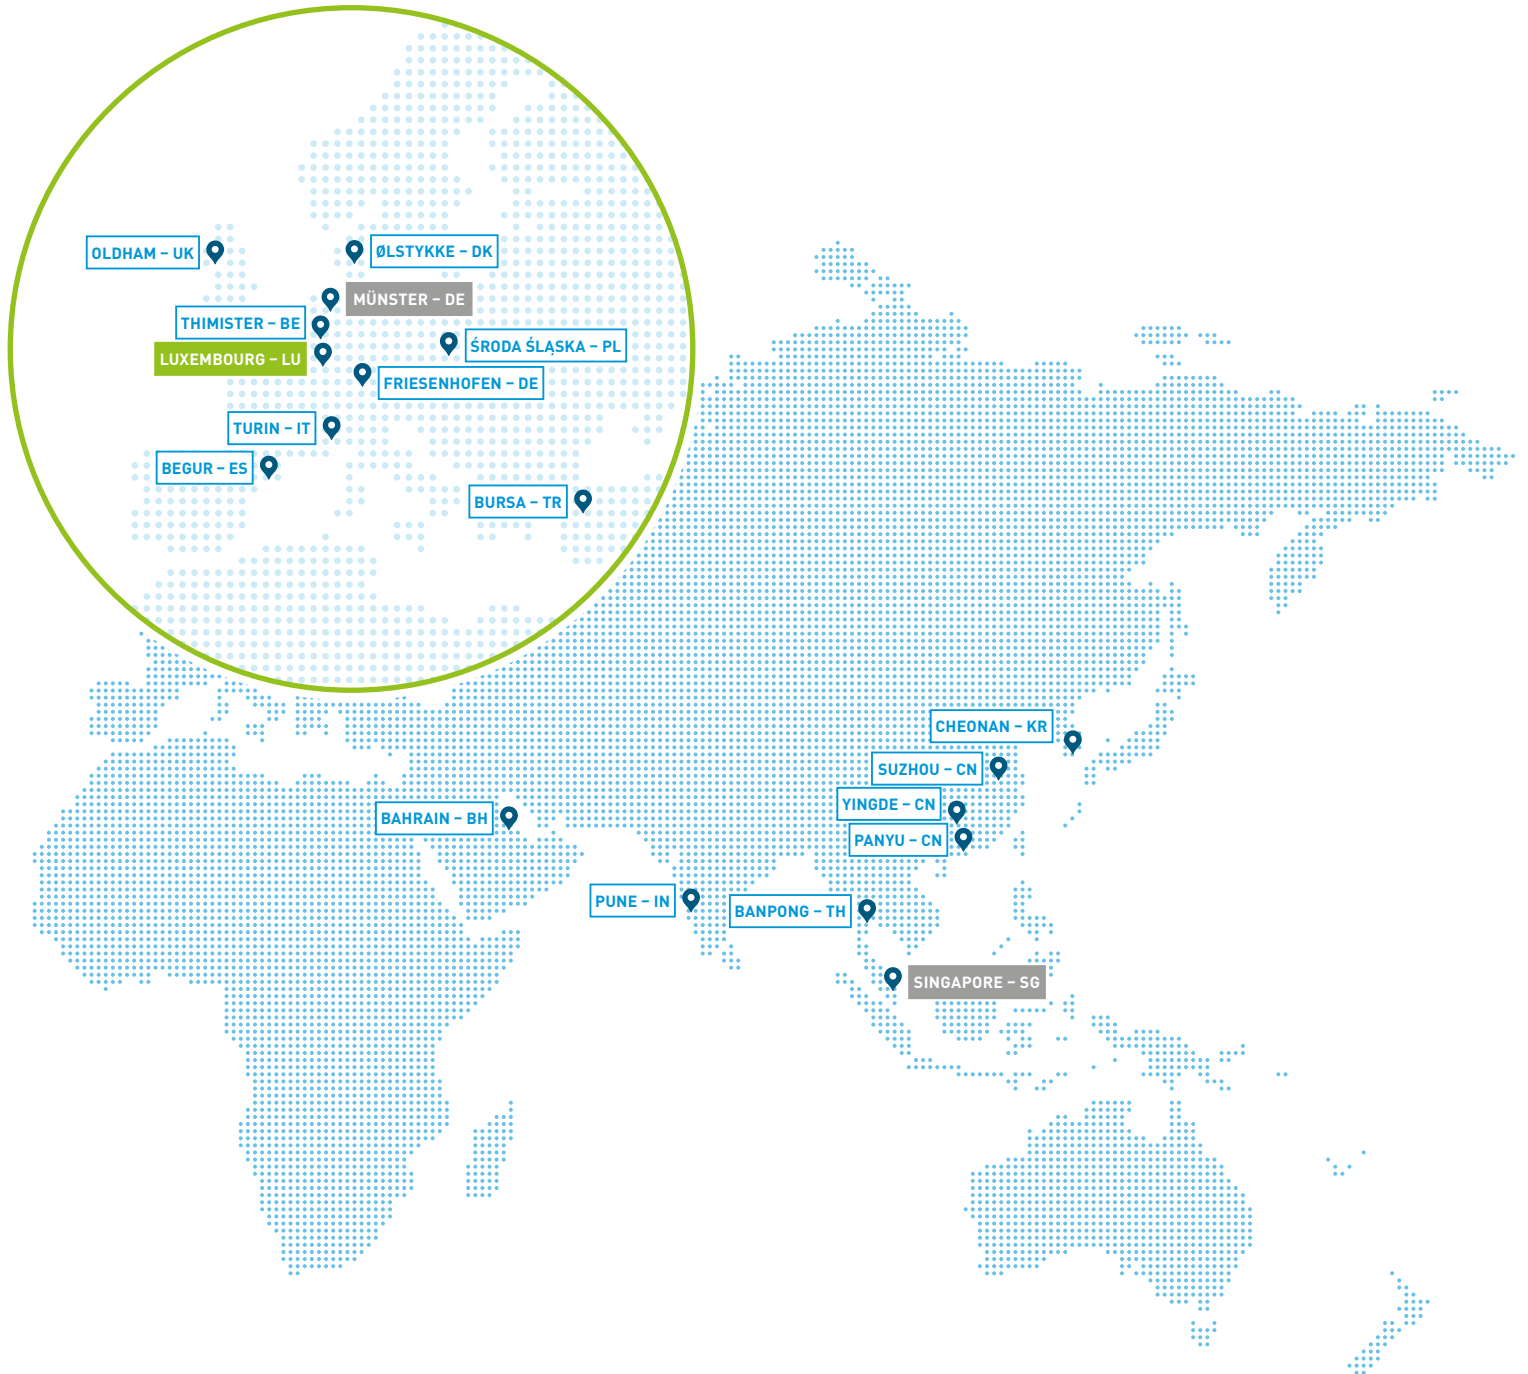 OLDHAM – UK
ØLSTYKKE – DK
MÜNSTER – DE
THIMISTER – BE
ŚRODA ŚLĄSKA – PL
LUXEMBOURG – LU
FRIESENHOFEN – DE
TURIN – IT
BEGUR – ES
BURSA – TR
CHEONAN – KR
SUZHOU – CN
YINGDE – CN
BAHRAIN – BH
PANYU – CN
PUNE – IN
BANPONG – TH
SINGAPORE – SG